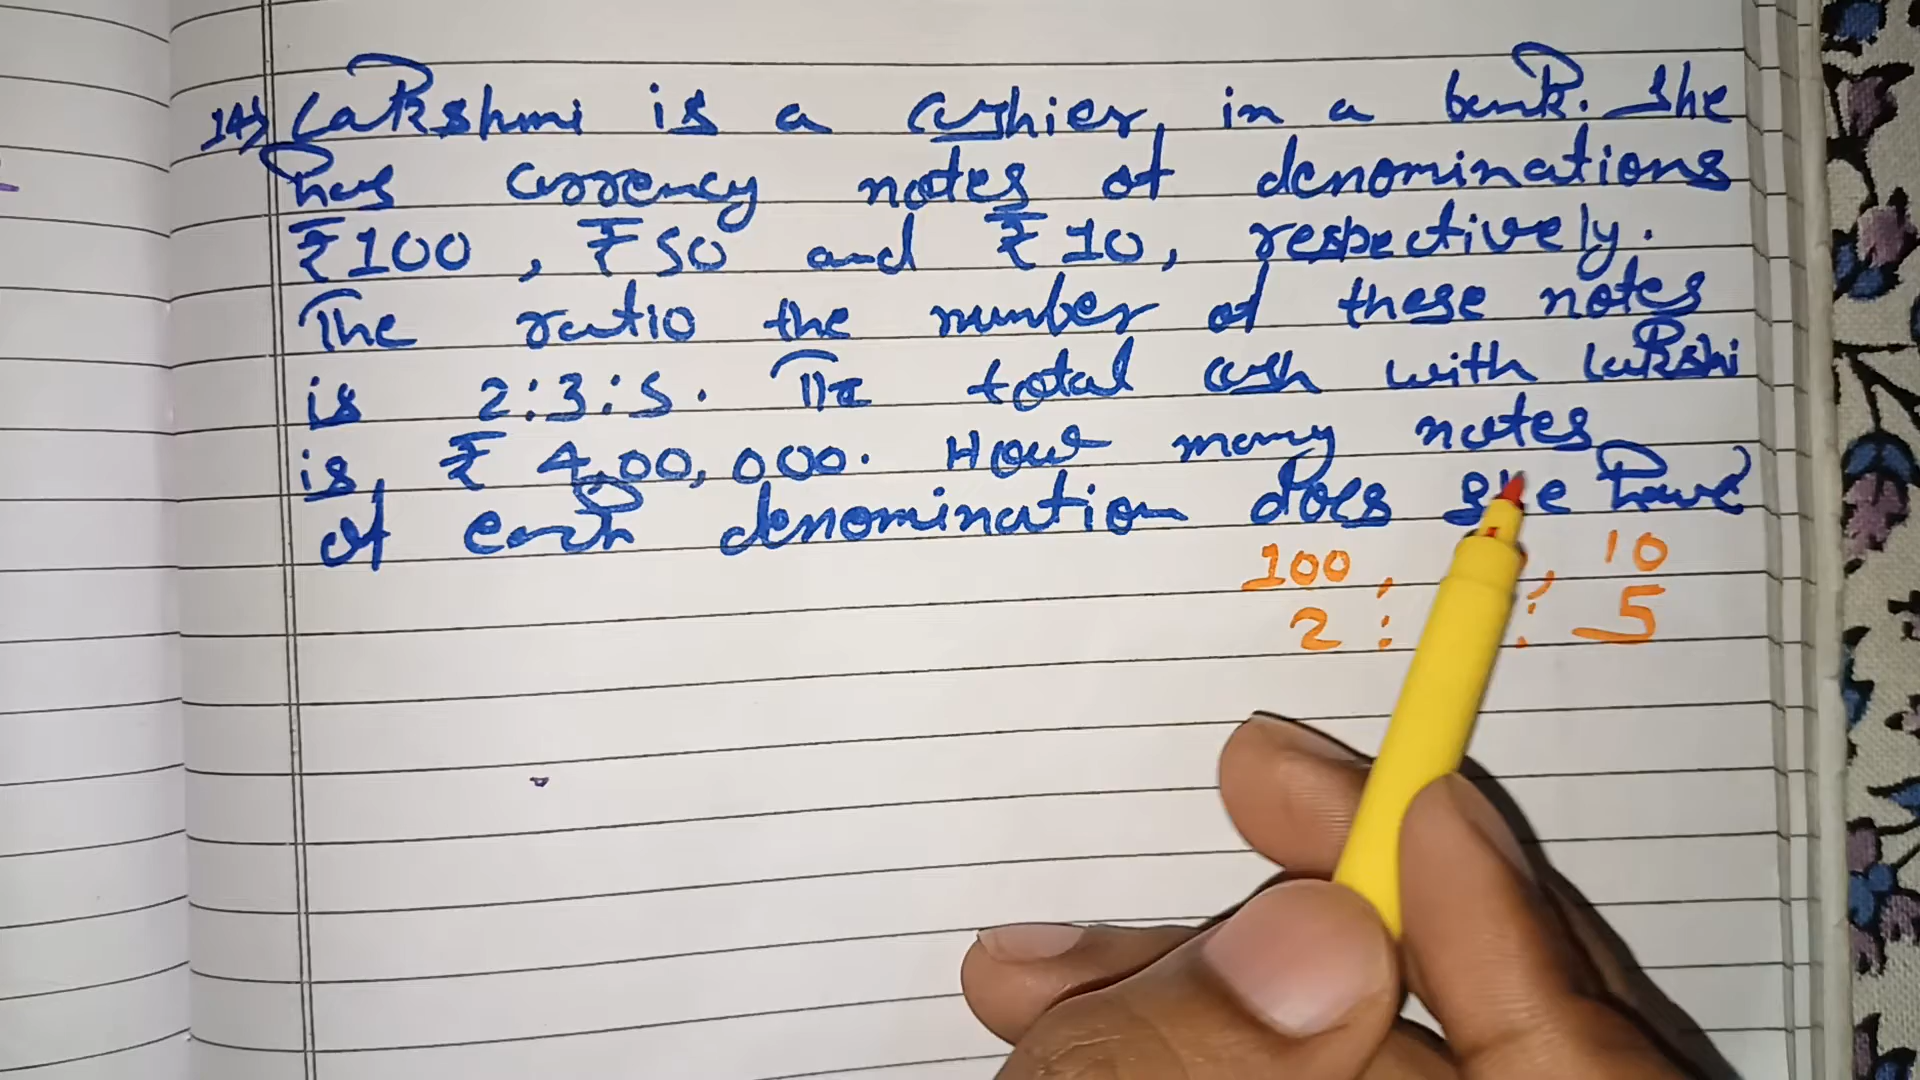 14) Lakshmi is a cashier, in a bank. She
has currency notes of denominations
₹100, ₹50 and ₹10, respectively.
The ratio the number of these notes
is 2:3:5. The total cash with Lakshi
is, ₹ 4,00,000. How many notes
of each denomination does she have?
100, , 10
2 : : 5